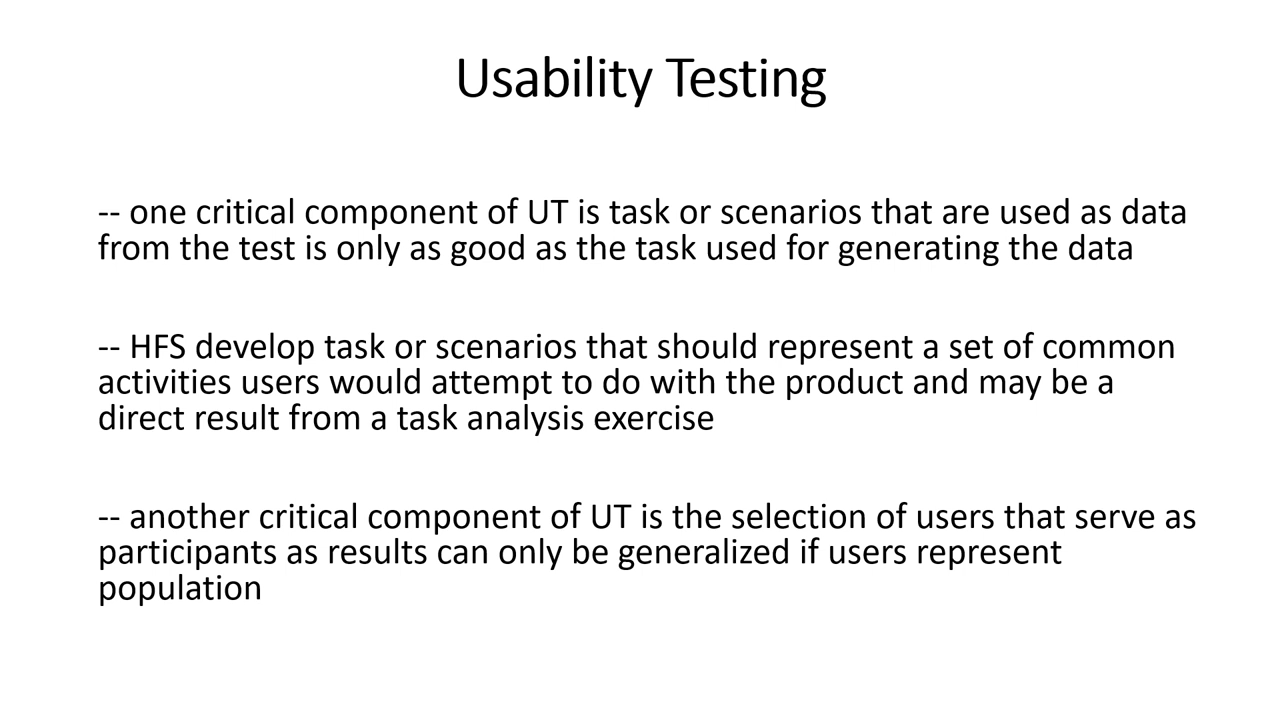 Usability Testing
-- one critical component of UT is task or scenarios that are used as data
from the test is only as good as the task used for generating the data
-- HFS develop task or scenarios that should represent a set of common
activities users would attempt to do with the product and may be a
direct result from a task analysis exercise
-- another critical component of UT is the selection of users that serve as
participants as results can only be generalized if users represent
population